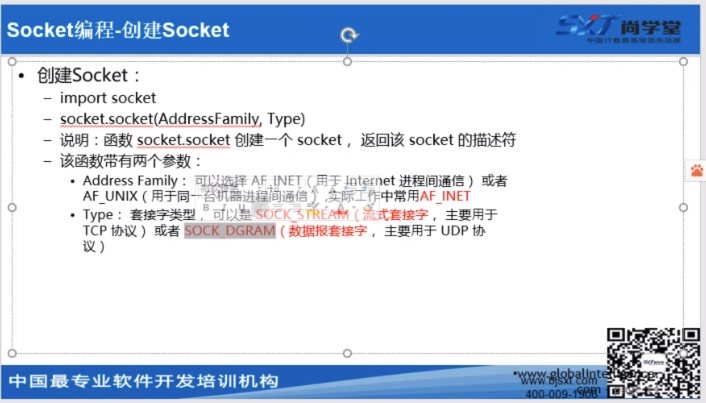 Socket编程-创建Socket
SXT 尚学堂
中国IT教育高端领先品牌
• 创建Socket：
– import socket
– socket.socket(AddressFamily, Type)
– 说明：函数 socket.socket 创建一个 socket ，返回该 socket 的描述符
– 该函数带有两个参数：
• Address Family： 可以选择 AF_INET（用于 Internet 进程间通信） 或者
AF_UNIX（用于同一台机器进程间通信）,实际工作中常用AF_INET
• Type： 套接字类型， 可以是 SOCK_STREAM（流式套接字 ， 主要用于
TCP 协议） 或者 SOCK_DGRAM（数据报套接字 ， 主要用于 UDP 协
议）
中国最专业软件开发培训机构
www.bjsxt.com
400-009-1906